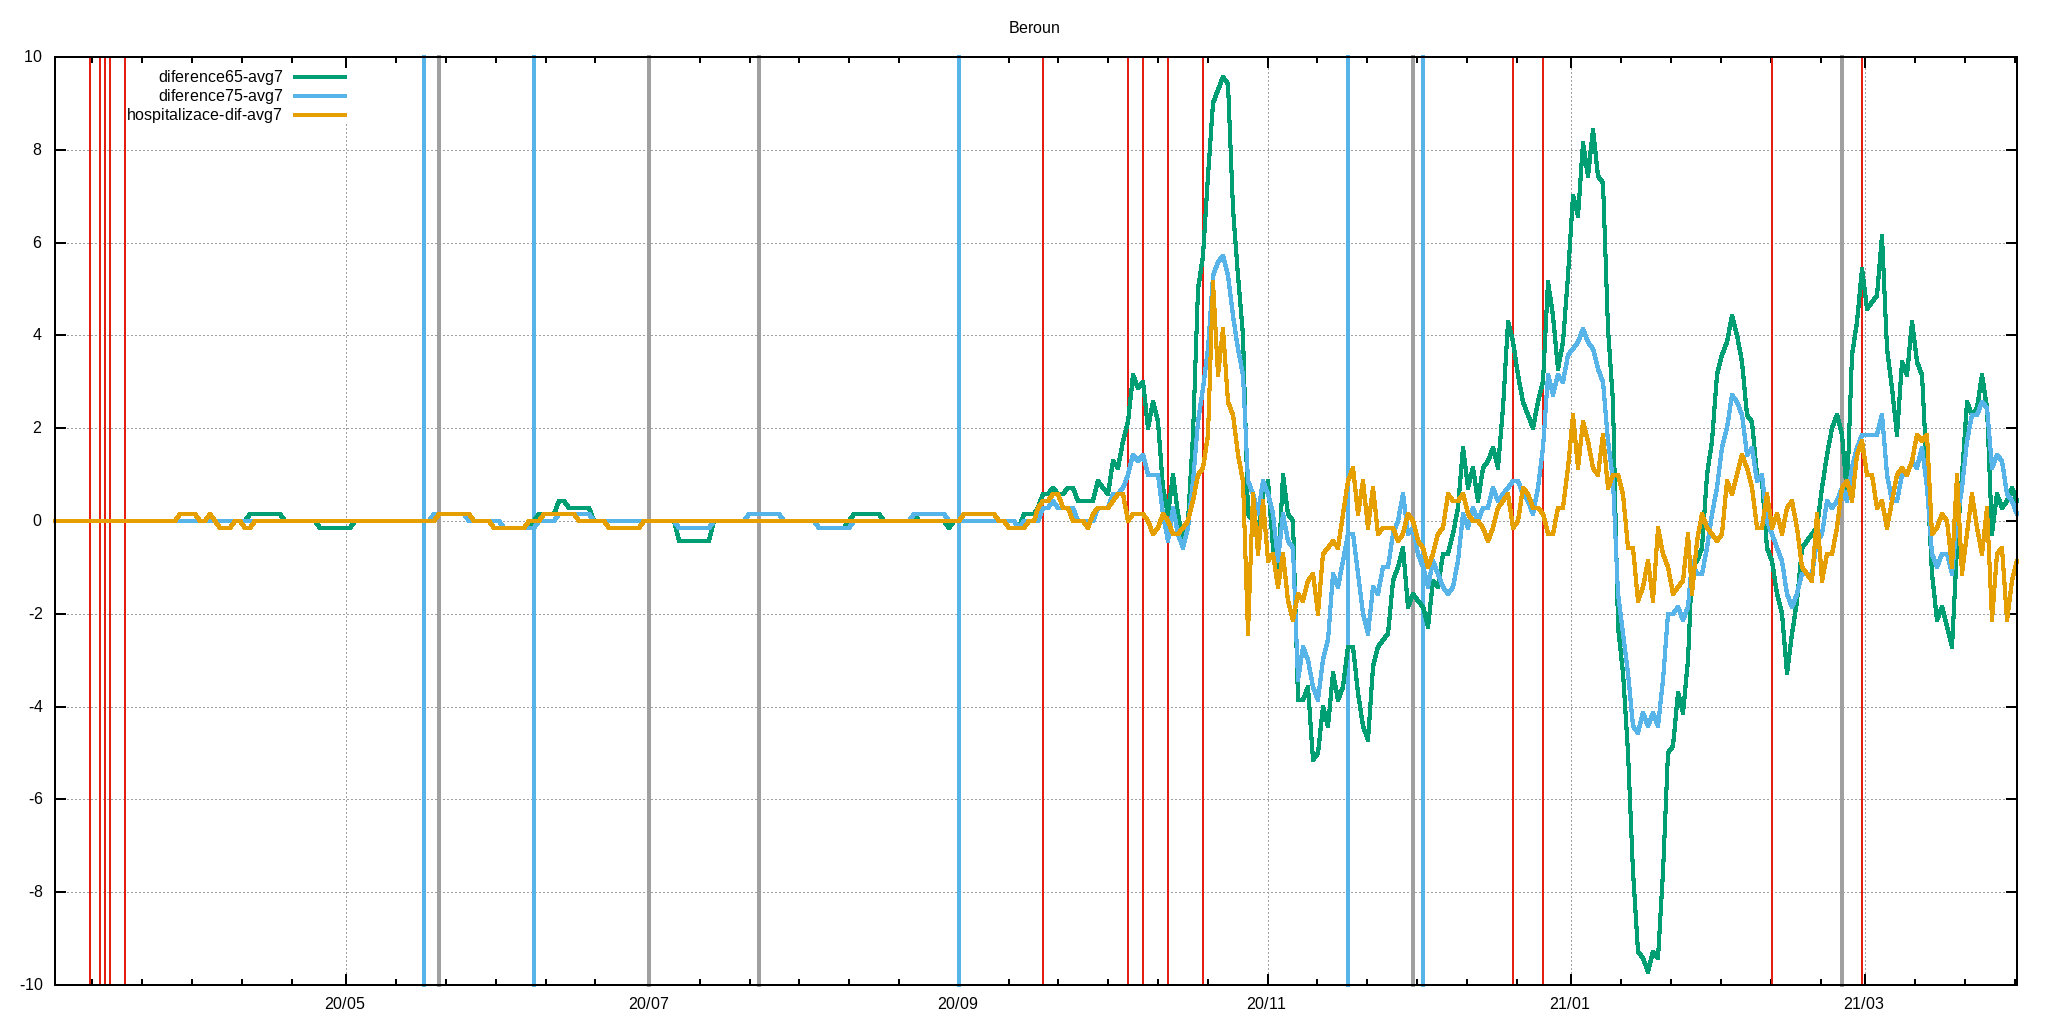 Beroun
diference65-avg7
diference75-avg7
hospitalizace-dif-avg7
10
8
6
4
2
0
-2
-4
-6
-8
-10
20/05 20/07 20/09 20/11 21/01 21/03